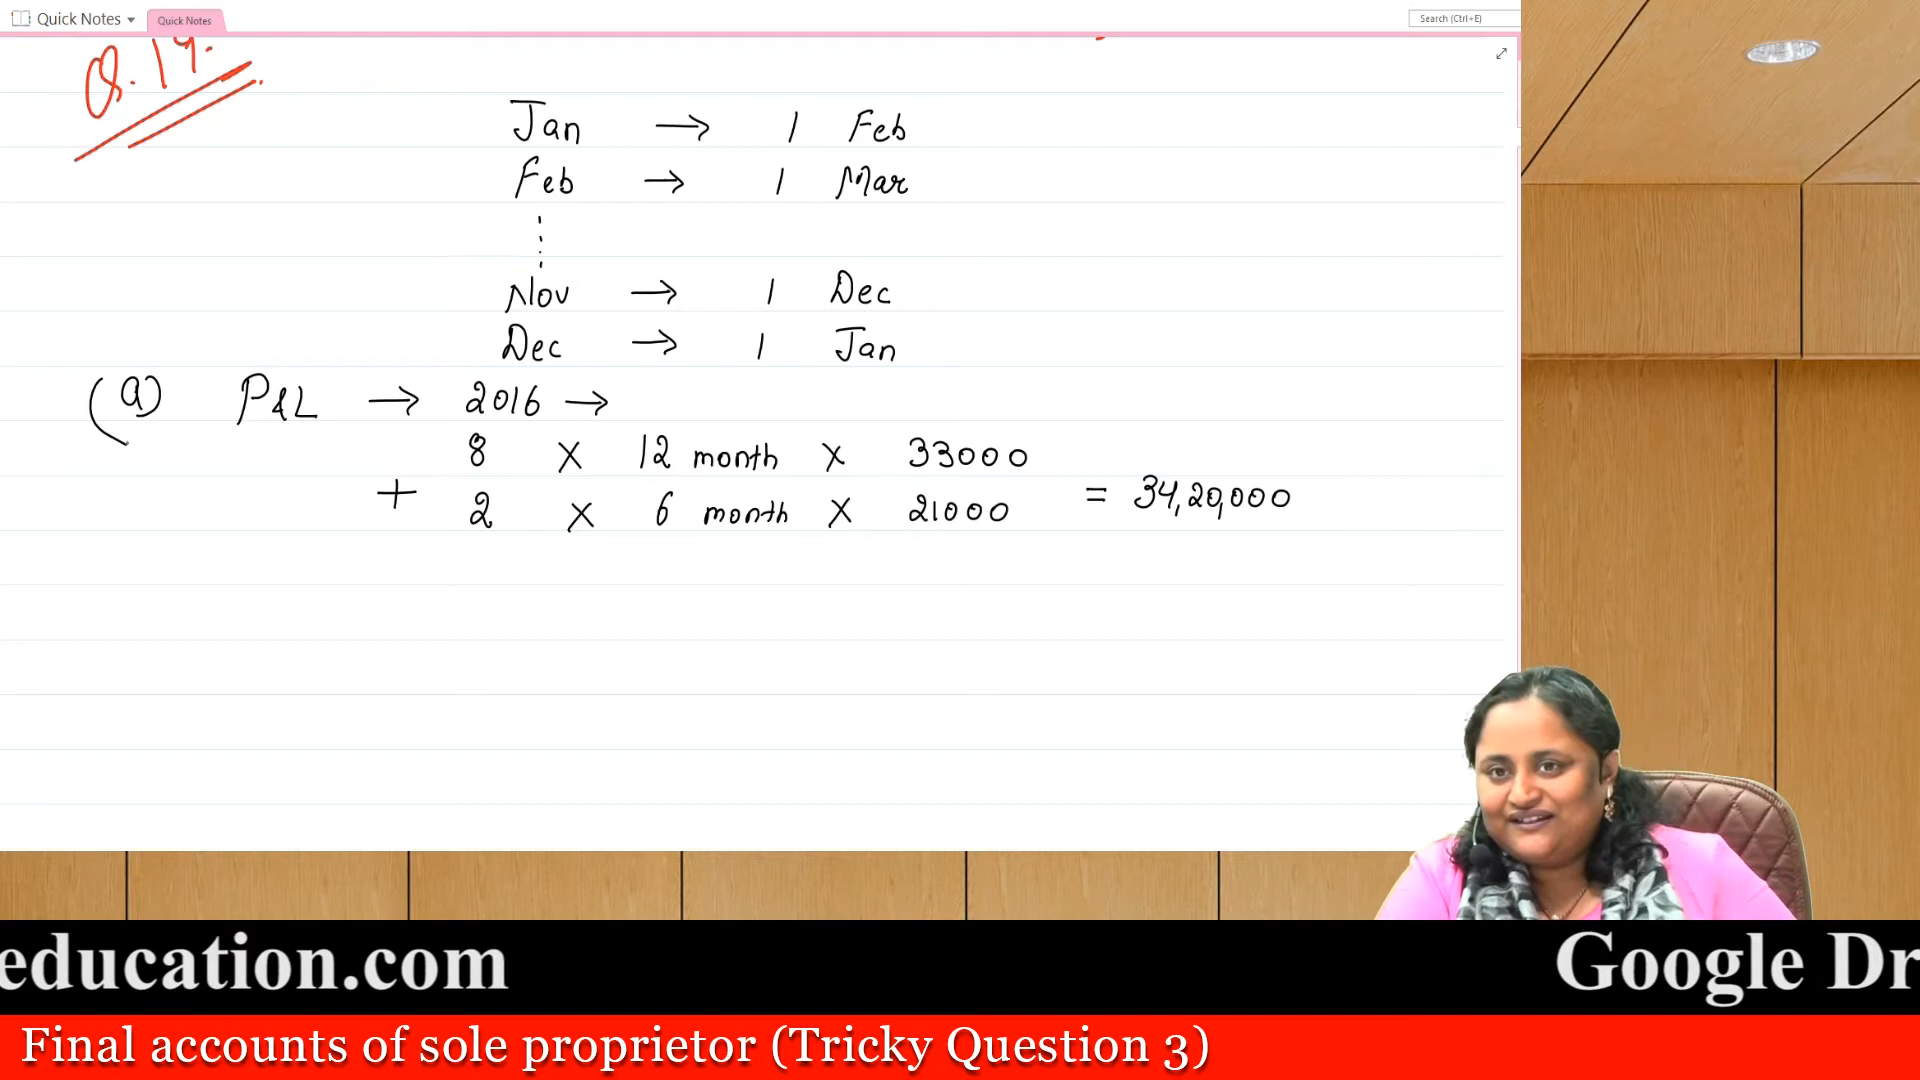 Quick Notes
Quick Notes
Search (Ctrl+E)
Q. 14.
Jan → 1 Feb
Feb → 1 Mar
Nov → 1 Dec
Dec → 1 Jan
(a) P&L → 2016 →
8 X 12 month X 33000
+ 2 X 6 month X 21000 = 34,20,000
education.com
Google Dr
Final accounts of sole proprietor (Tricky Question 3)